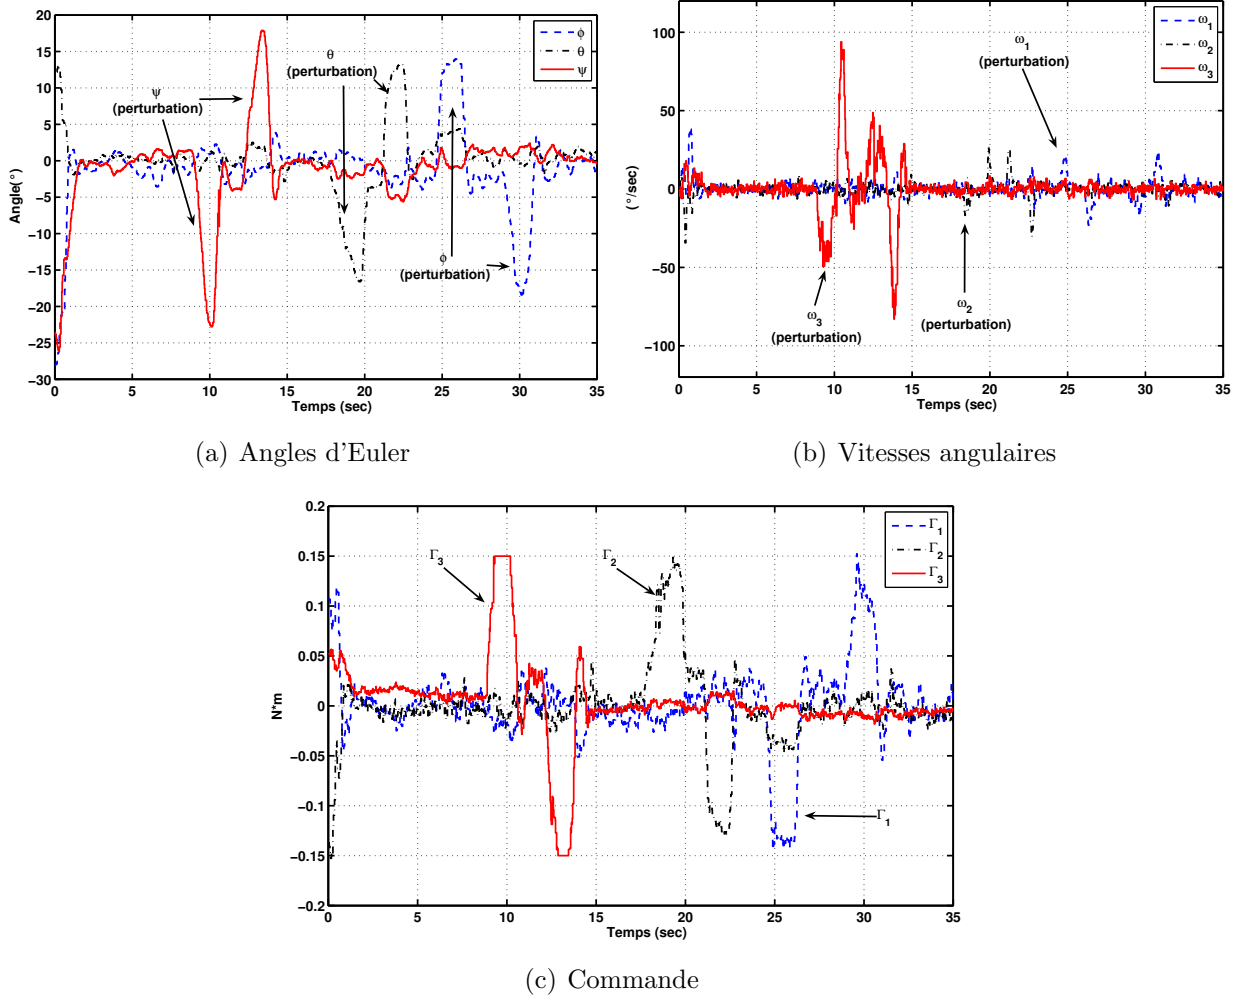 20
15
10
5
0
−5
−10
−15
−20
−25
−30
Angle(°)
0 5 10 15 20 25 30 35
Temps (sec)
ϕ
θ
ψ
ψ
(perturbation)
θ
(perturbation)
ϕ
(perturbation)
(a) Angles d'Euler
100
50
0
−50
−100
(°/sec)
0 5 10 15 20 25 30 35
Temps (sec)
ω1
ω2
ω3
ω1
(perturbation)
ω3
(perturbation)
ω2
(perturbation)
(b) Vitesses angulaires
0.2
0.15
0.1
0.05
0
−0.05
−0.1
−0.15
−0.2
N*m
0 5 10 15 20 25 30 35
Temps (sec)
Γ1
Γ2
Γ3
Γ3
Γ2
Γ1
(c) Commande